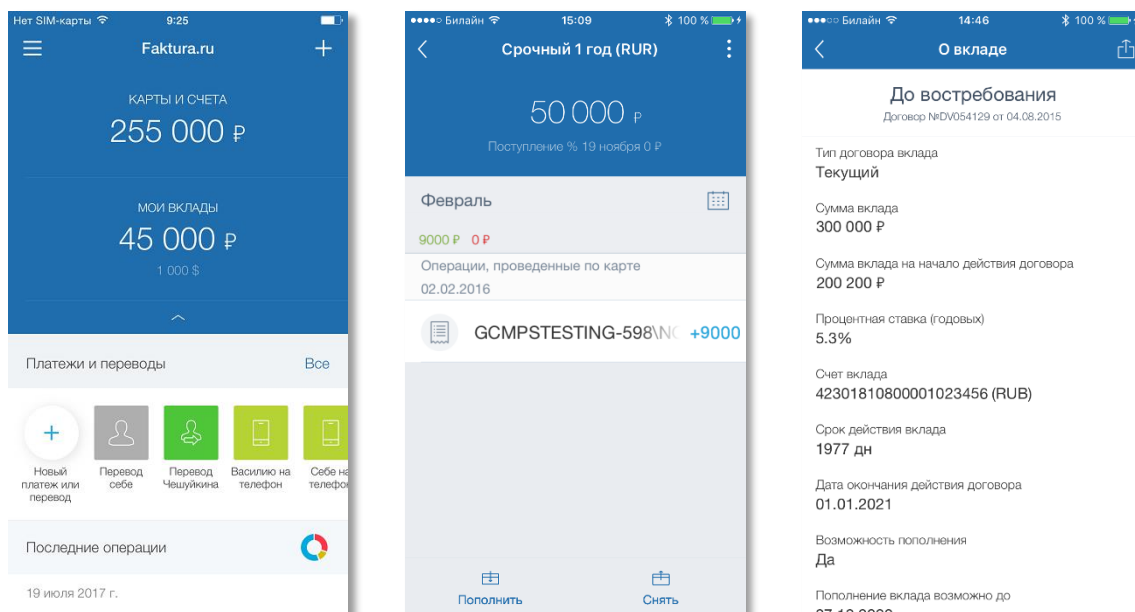 Нет SIM-карты 9:25
Faktura.ru
КАРТЫ И СЧЕТА
255 000 ₽
МОИ ВКЛАДЫ
45 000 ₽
1 000 $
Платежи и переводы Все
Новый платеж или перевод
Перевод себе
Перевод Чешуйкина
Василию на телефон
Себе на
Последние операции
19 июля 2017 г.
Билайн 15:09 100 %
Срочный 1 год (RUR)
50 000 ₽
Поступление % 19 ноября 0 ₽
Февраль
9000 ₽ 0 ₽
Операции, проведенные по карте
02.02.2016
GCMPSTESTING-598\ +9000
Пополнить Снять
Билайн 14:46 100 %
О вкладе
До востребования
Договор №DV054129 от 04.08.2015
Тип договора вклада
Текущий
Сумма вклада
300 000 ₽
Сумма вклада на начало действия договора
200 200 ₽
Процентная ставка (годовых)
5.3%
Счет вклада
42301810800001023456 (RUB)
Срок действия вклада
1977 дн
Дата окончания действия договора
01.01.2021
Возможность пополнения
Да
Пополнение вклада возможно до